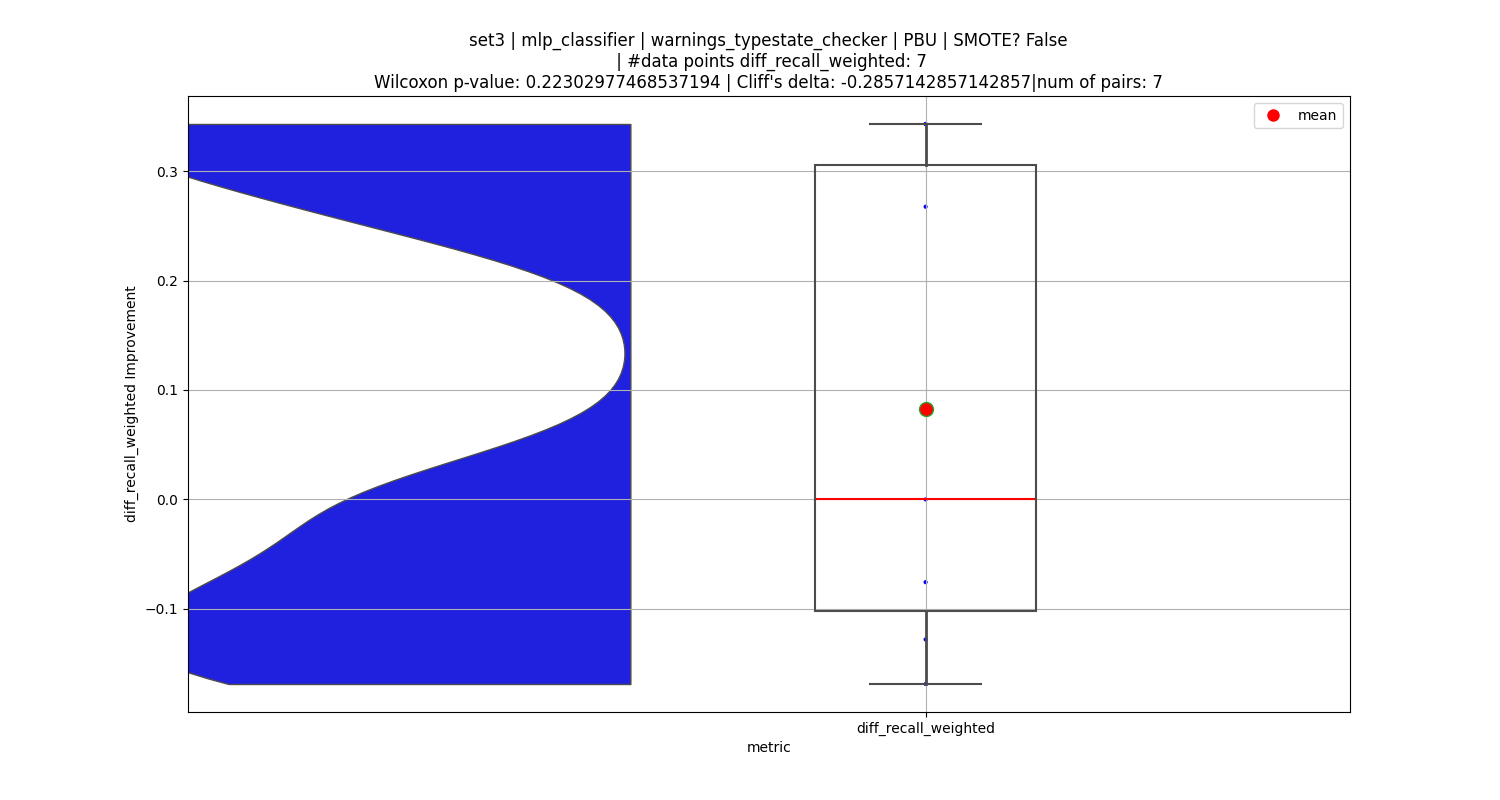 set3 | mlp_classifier | warnings_typestate_checker | PBU | SMOTE? False
| #data points diff_recall_weighted: 7
Wilcoxon p-value: 0.22302977468537194 | Cliff's delta: -0.2857142857142857|num of pairs: 7
mean
0.3
0.2
0.1
0.0
−0.1
diff_recall_weighted Improvement
diff_recall_weighted
metric